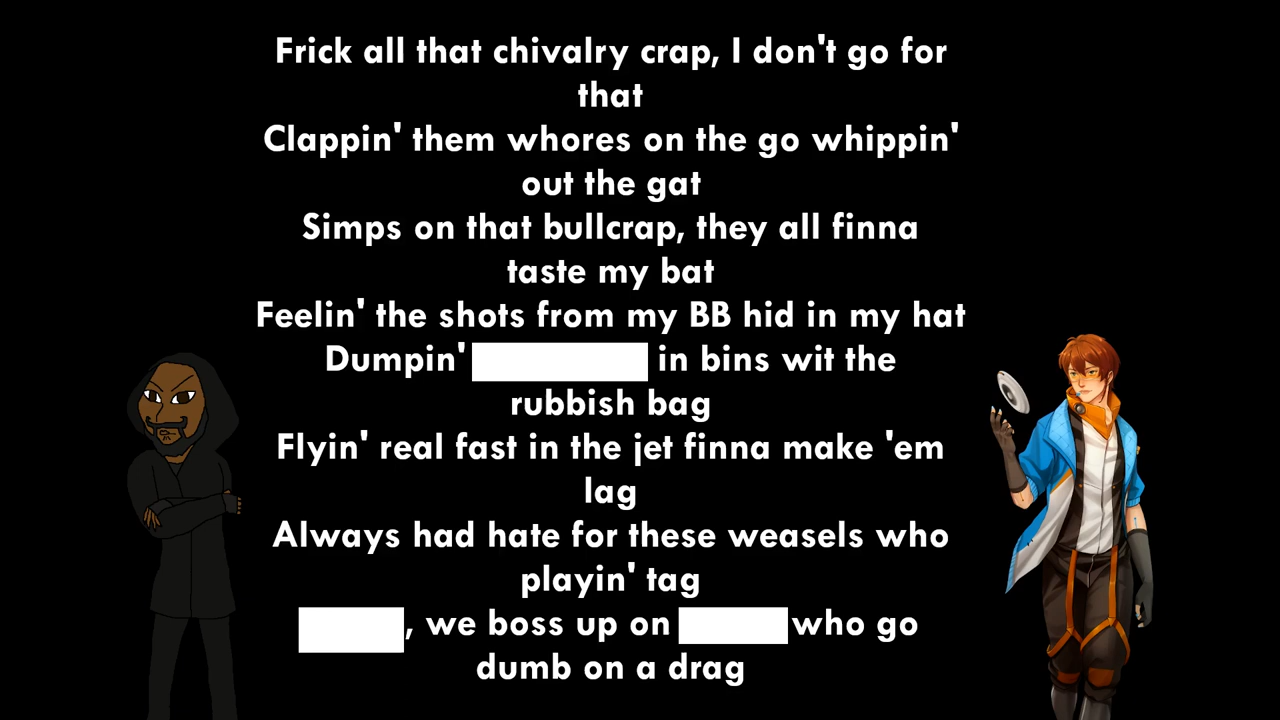 Frick all that chivalry crap, I don't go for
that
Clappin' them whores on the go whippin'
out the gat
Simps on that bullcrap, they all finna
taste my bat
Feelin' the shots from my BB hid in my hat
Dumpin' in bins wit the
rubbish bag
Flyin' real fast in the jet finna make 'em
lag
Always had hate for these weasels who
playin' tag
, we boss up on who go
dumb on a drag